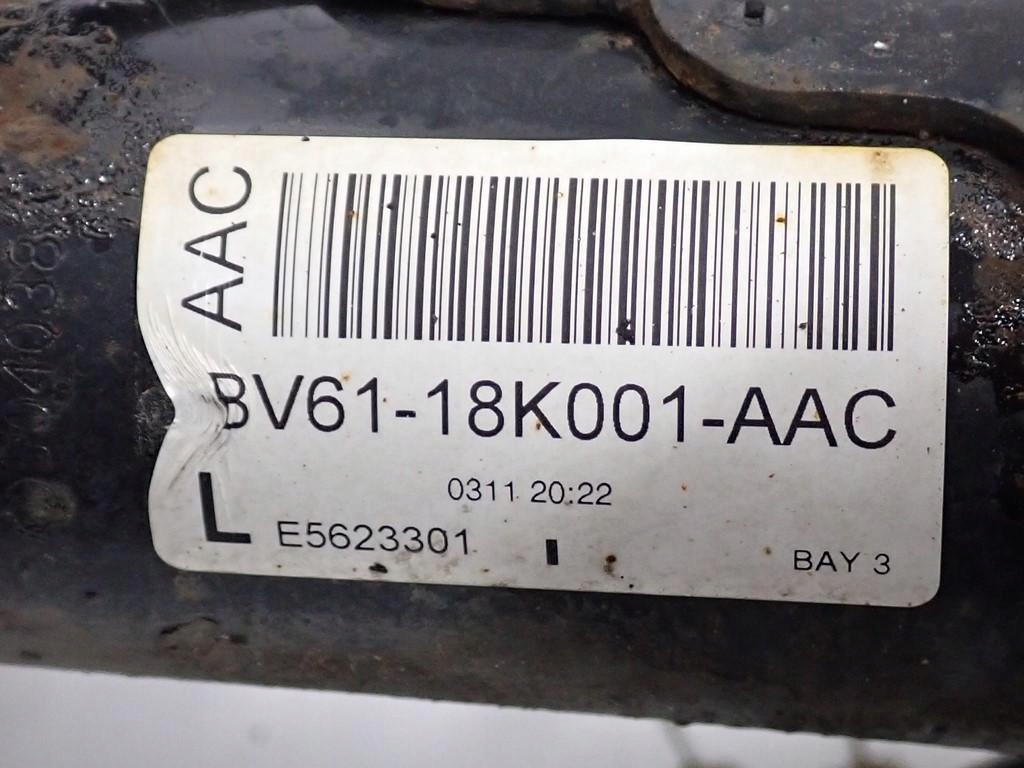 AAC
BV61-18K001-AAC
0311 20:22
L
E5623301
BAY 3